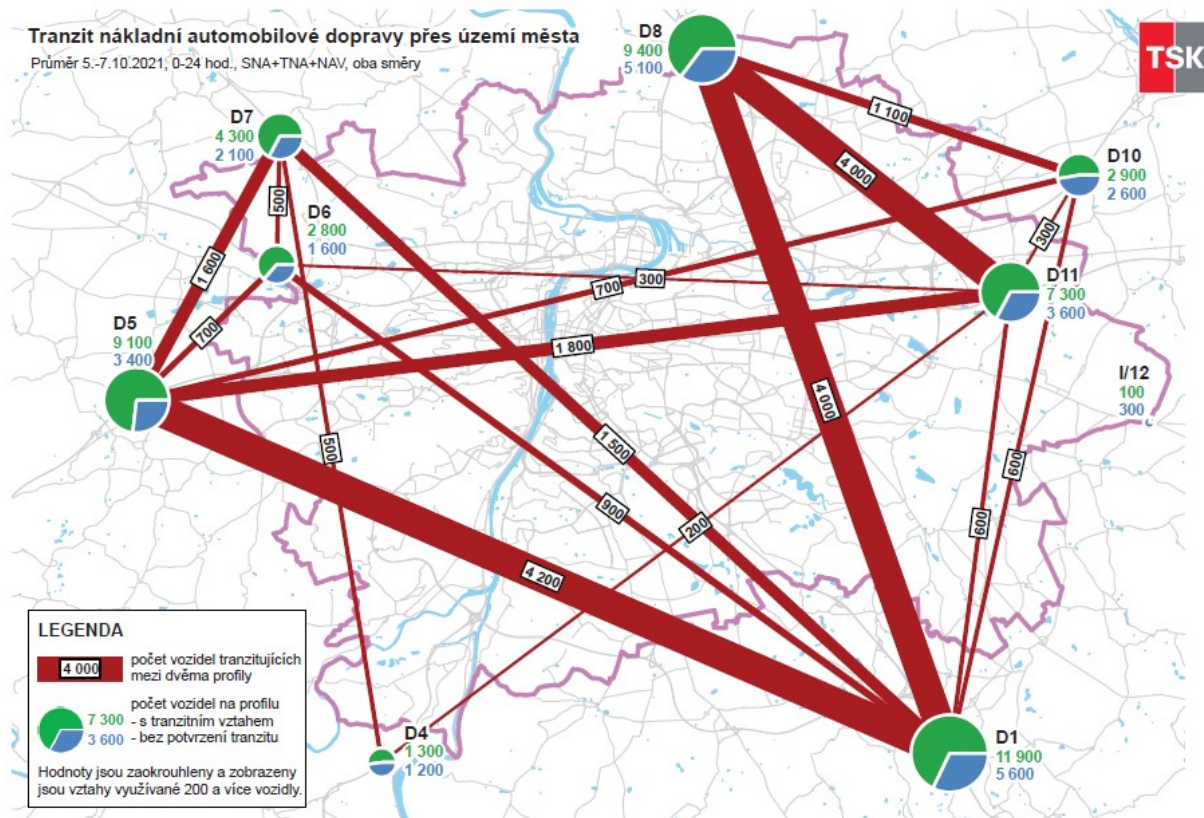 Tranzit nákladní automobilové dopravy přes území města
Průměr 5.-7.10.2021, 0-24 hod., SNA+TNA+NAV, oba směry
TSK
D8
9 400
5 100
D7
4 300
2 100
1 100
D10
2 900
2 600
4 000
500
D6
2 800
1 600
300
1 600
700
300
D11
7 300
3 600
700
D5
9 100
3 400
1 800
I/12
100
300
4 000
500
1 500
600
900
200
600
4 200
D4
1 300
1 200
D1
11 900
5 600
LEGENDA
4 000
počet vozidel tranzitujících
mezi dvěma profily
počet vozidel na profilu
7 300 - s tranzitním vztahem
3 600 - bez potvrzení tranzitu
Hodnoty jsou zaokrouhleny a zobrazeny
jsou vztahy využívané 200 a více vozidly.